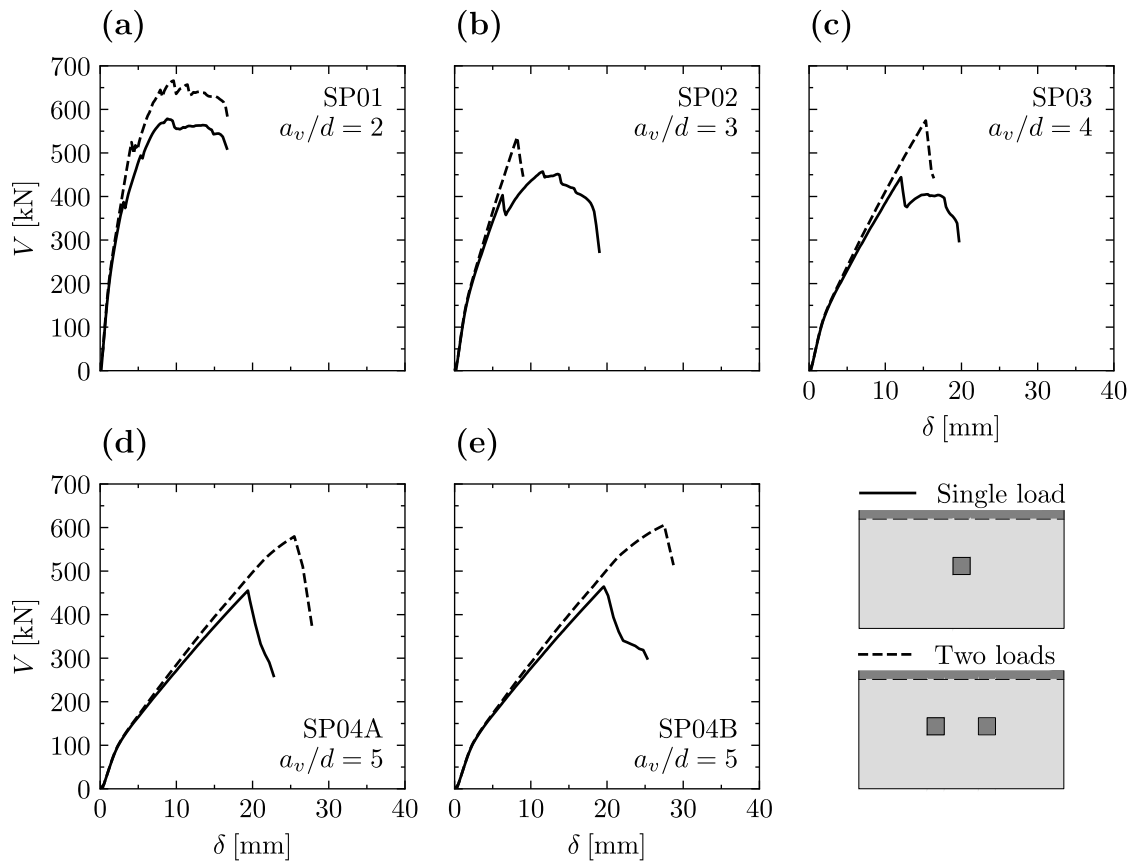 (a)
(b)
(c)
700
600
500
400
300
200
100
0
V [kN]
SP01
a_v/d = 2
SP02
a_v/d = 3
SP03
a_v/d = 4
0 10 20 30 40
δ [mm]
(d)
(e)
700
600
500
400
300
200
100
0
V [kN]
SP04A
a_v/d = 5
0 10 20 30 40
δ [mm]
SP04B
a_v/d = 5
0 10 20 30 40
δ [mm]
Single load
Two loads